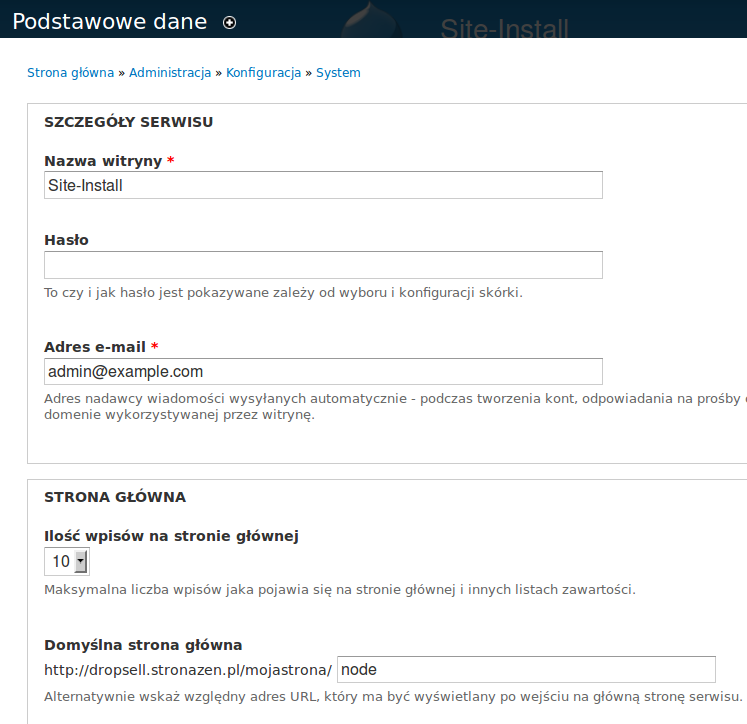 Podstawowe dane
Site-Install
Strona główna » Administracja » Konfiguracja » System
SZCZEGÓŁY SERWISU
Nazwa witryny *
Site-Install
Hasło
To czy i jak hasło jest pokazywane zależy od wyboru i konfiguracji skórki.
Adres e-mail *
admin@example.com
Adres nadawcy wiadomości wysyłanych automatycznie - podczas tworzenia kont, odpowiadania na prośby
domenie wykorzystywanej przez witrynę.
STRONA GŁÓWNA
Ilość wpisów na stronie głównej
10
Maksymalna liczba wpisów jaka pojawia się na stronie głównej i innych listach zawartości.
Domyślna strona główna
http://dropsell.stronazen.pl/mojastrona/ node
Alternatywnie wskaż względny adres URL, który ma być wyświetlany po wejściu na główną stronę serwisu.